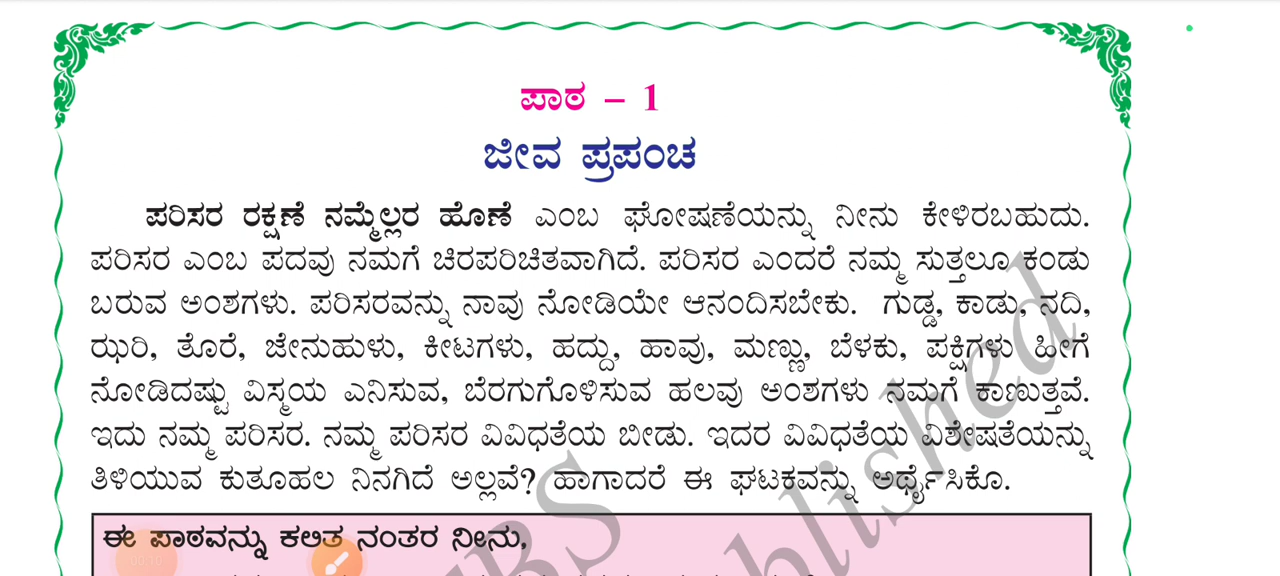 ಪಾಠ – 1
ಜೀವ ಪ್ರಪಂಚ
ಪರಿಸರ ರಕ್ಷಣೆ ನಮ್ಮೆಲ್ಲರ ಹೊಣೆ ಎಂಬ ಘೋಷಣೆಯನ್ನು ನೀನು ಕೇಳಿರಬಹುದು.
ಪರಿಸರ ಎಂಬ ಪದವು ನಮಗೆ ಚಿರಪರಿಚಿತವಾಗಿದೆ. ಪರಿಸರ ಎಂದರೆ ನಮ್ಮ ಸುತ್ತಲೂ ಕಂಡು
ಬರುವ ಅಂಶಗಳು. ಪರಿಸರವನ್ನು ನಾವು ನೋಡಿಯೇ ಆನಂದಿಸಬೇಕು. ಗುಡ್ಡ, ಕಾಡು, ನದಿ,
ಝರಿ, ತೊರೆ, ಜೇನುಹುಳು, ಕೀಟಗಳು, ಹದ್ದು, ಹಾವು, ಮಣ್ಣು, ಬೆಳಕು, ಪಕ್ಷಿಗಳು ಹೀಗೆ
ನೋಡಿದಷ್ಟು ವಿಸ್ಮಯ ಎನಿಸುವ, ಬೆರಗುಗೊಳಿಸುವ ಹಲವು ಅಂಶಗಳು ನಮಗೆ ಕಾಣುತ್ತವೆ.
ಇದು ನಮ್ಮ ಪರಿಸರ. ನಮ್ಮ ಪರಿಸರ ವಿವಿಧತೆಯ ಬೀಡು. ಇದರ ವಿವಿಧತೆಯ ವಿಶೇಷತೆಯನ್ನು
ತಿಳಿಯುವ ಕುತೂಹಲ ನಿನಗಿದೆ ಅಲ್ಲವೆ? ಹಾಗಾದರೆ ಈ ಘಟಕವನ್ನು ಅರ್ಥೈಸಿಕೊ.
ಈ ಪಾಠವನ್ನು ಕಲಿತ ನಂತರ ನೀನು,